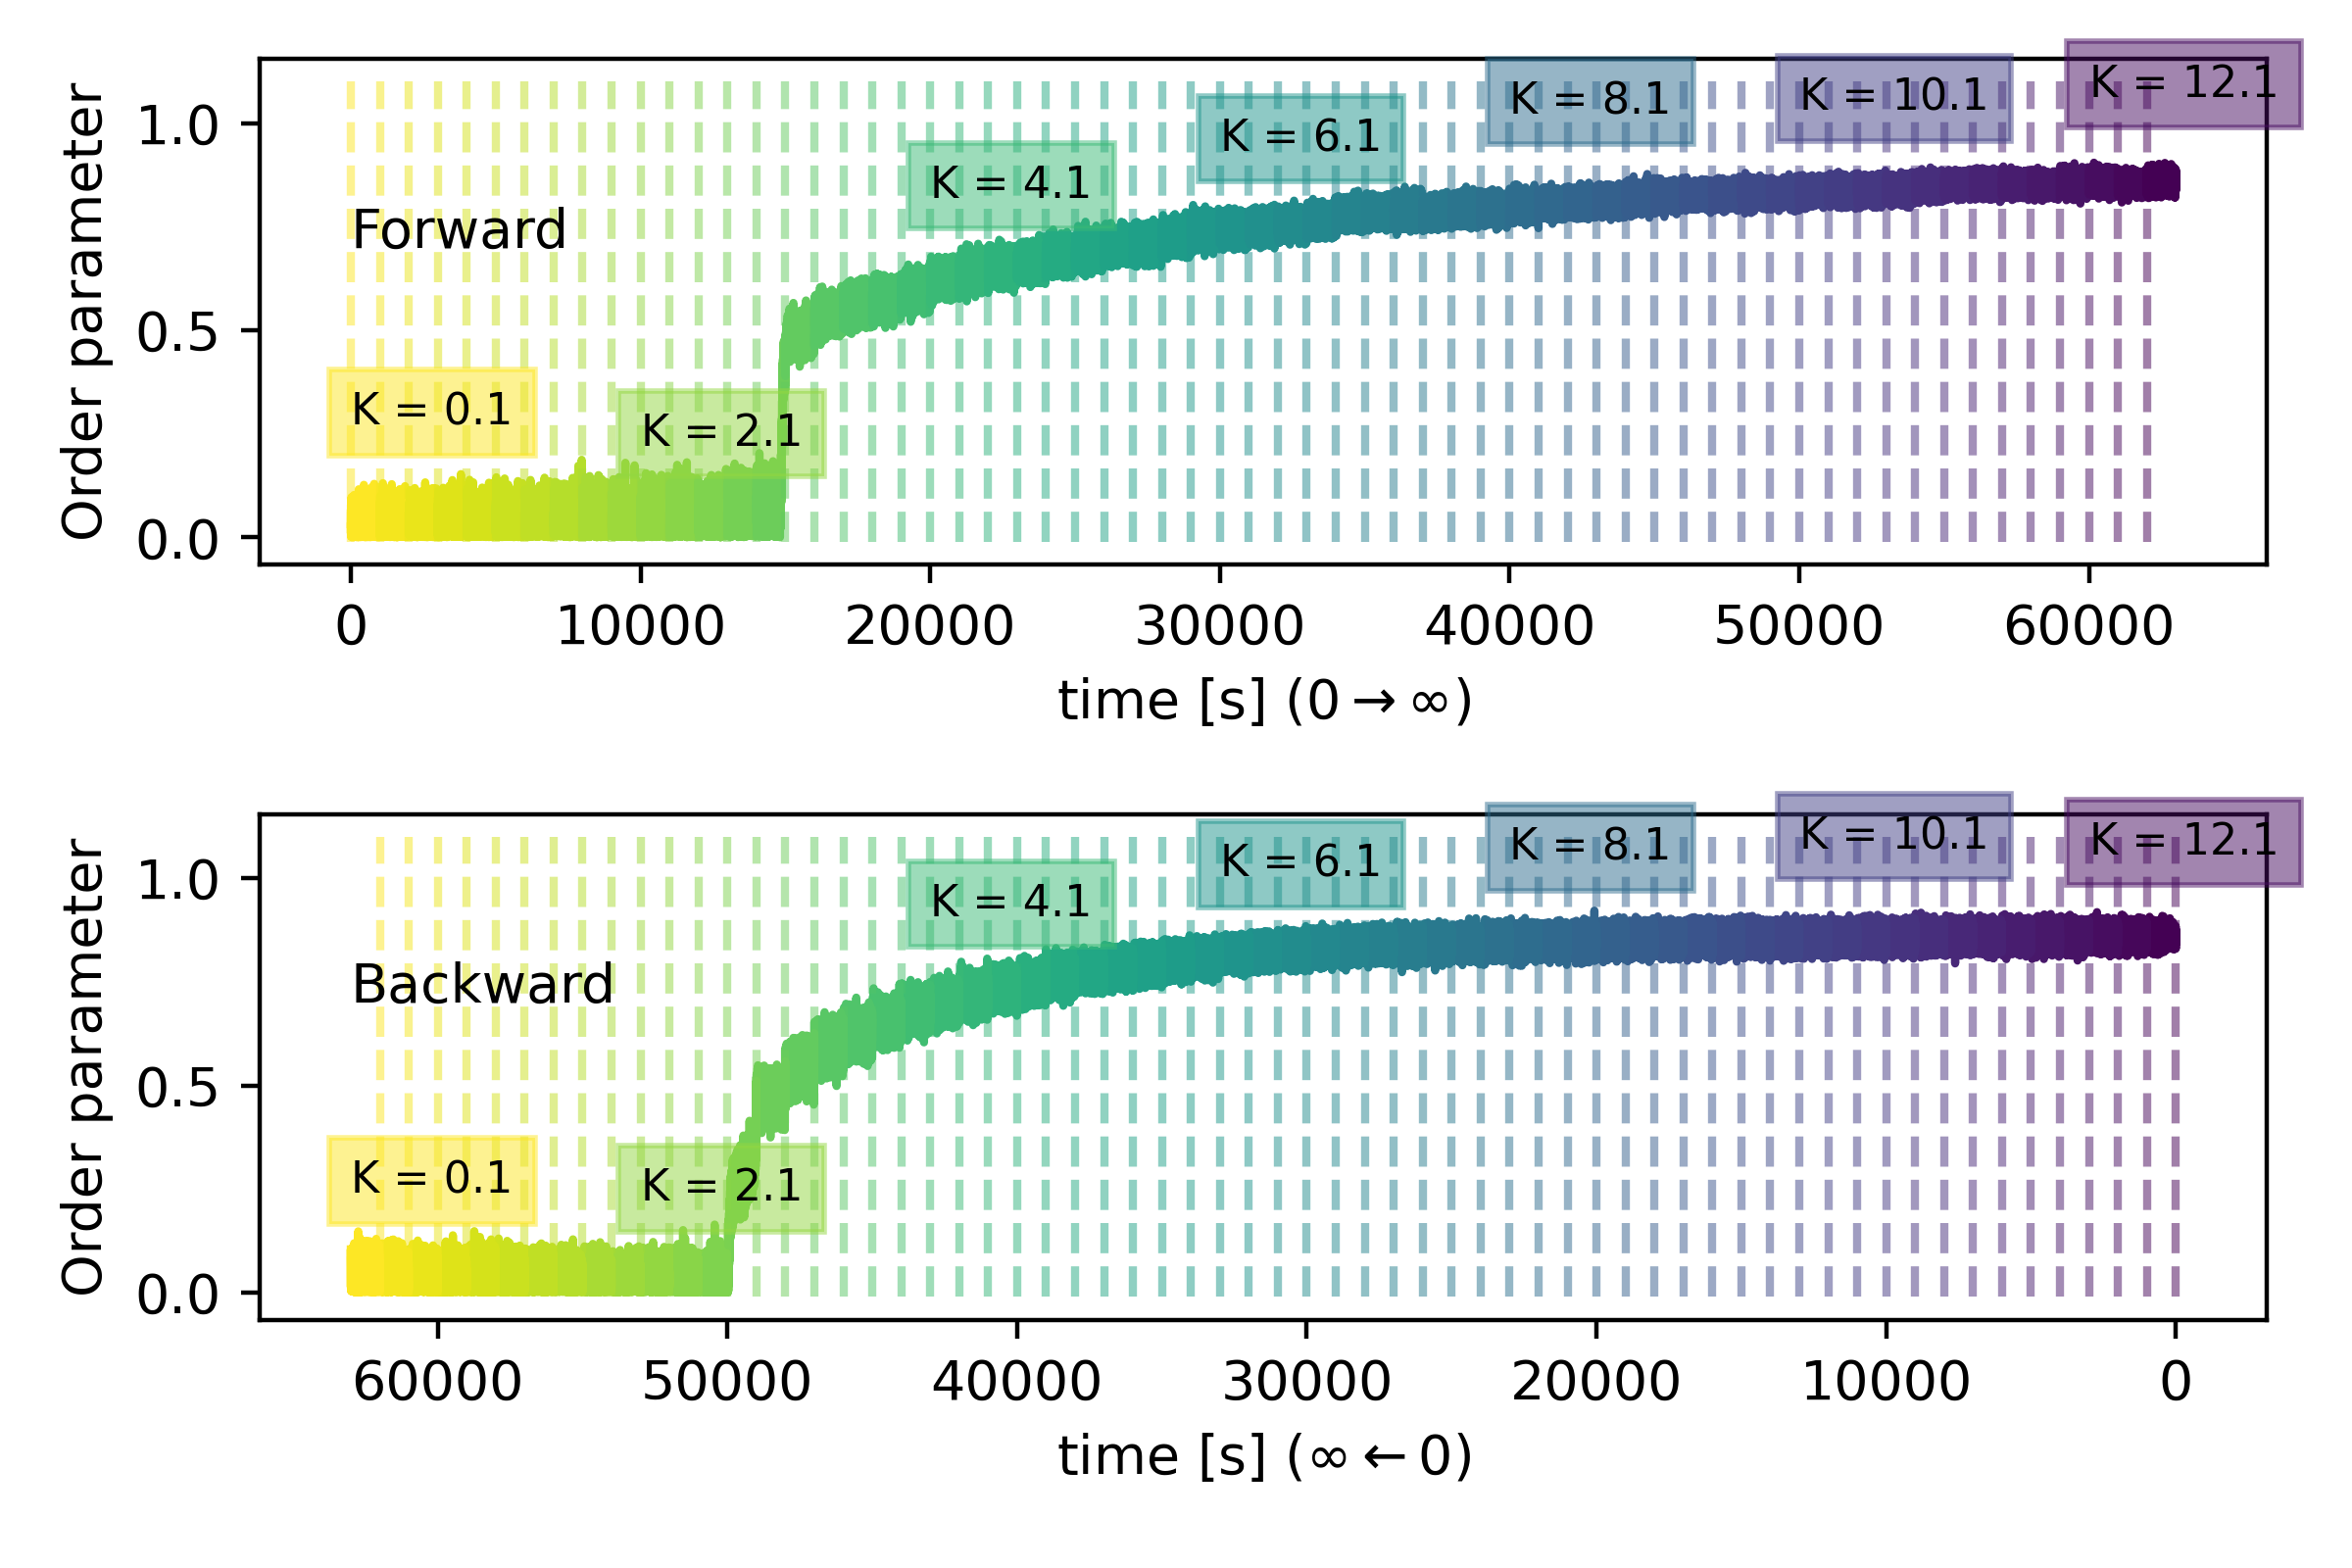 K = 12.1
K = 8.1
K = 10.1
K = 6.1
K = 4.1
1.0
Forward
Order parameter
0.5
K = 0.1
K = 2.1
0.0
0 10000 20000 30000 40000 50000 60000
time [s] (0 → ∞)
K = 10.1
K = 12.1
K = 8.1
K = 6.1
K = 4.1
1.0
Backward
Order parameter
0.5
K = 0.1
K = 2.1
0.0
60000 50000 40000 30000 20000 10000 0
time [s] (∞ ← 0)